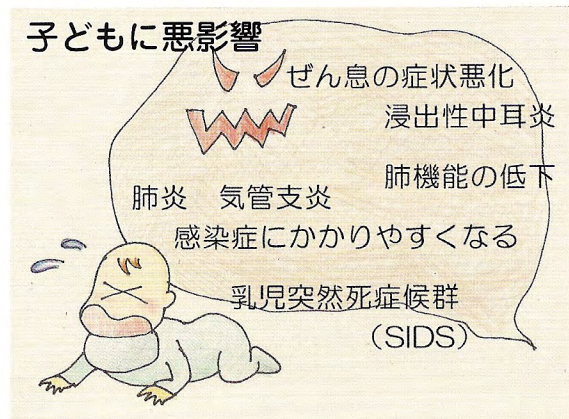 子どもに悪影響
ぜん息の症状悪化
浸出性中耳炎
肺機能の低下
肺炎　気管支炎
感染症にかかりやすくなる
乳児突然死症候群
（SIDS）